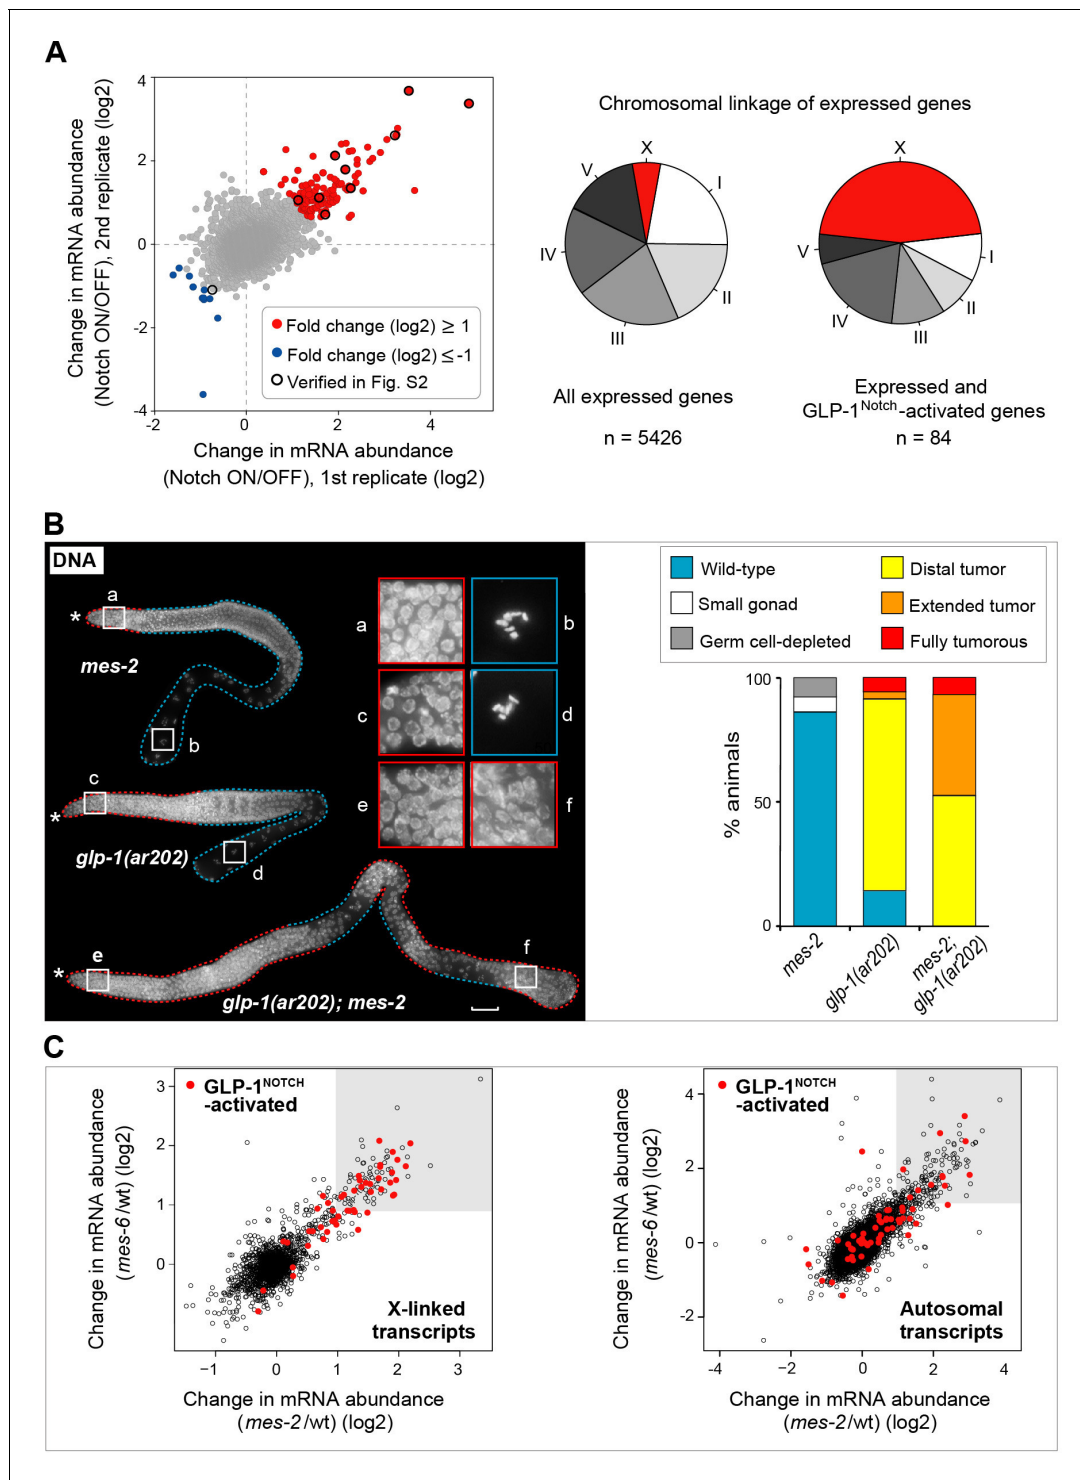 A
Change in mRNA abundance
(Notch ON/OFF), 2nd replicate (log2)
4
2
0
-2
-4
-2
0
2
4
Fold change (log2) ≥ 1
Fold change (log2) ≤ -1
Verified in Fig. S2
Change in mRNA abundance
(Notch ON/OFF), 1st replicate (log2)
Chromosomal linkage of expressed genes
X
I
II
III
IV
V
All expressed genes
n = 5426
X
I
II
III
IV
V
Expressed and
GLP-1Notch-activated genes
n = 84
B
DNA
*
a
mes-2
b
c
*
glp-1(ar202)
d
*
e
f
glp-1(ar202); mes-2
a
b
c
d
e
f
Wild-type
Small gonad
Germ cell-depleted
Distal tumor
Extended tumor
Fully tumorous
% animals
100
50
0
mes-2
glp-1(ar202)
mes-2;
glp-1(ar202)
C
Change in mRNA abundance
(mes-6/wt) (log2)
3
2
1
0
GLP-1NOTCH
-activated
X-linked
transcripts
−1
0
1
2
3
Change in mRNA abundance
(mes-2/wt) (log2)
Change in mRNA abundance
(mes-6/wt) (log2)
4
2
0
-2
GLP-1NOTCH
-activated
Autosomal
transcripts
-4
−2
0
2
4
Change in mRNA abundance
(mes-2/wt) (log2)